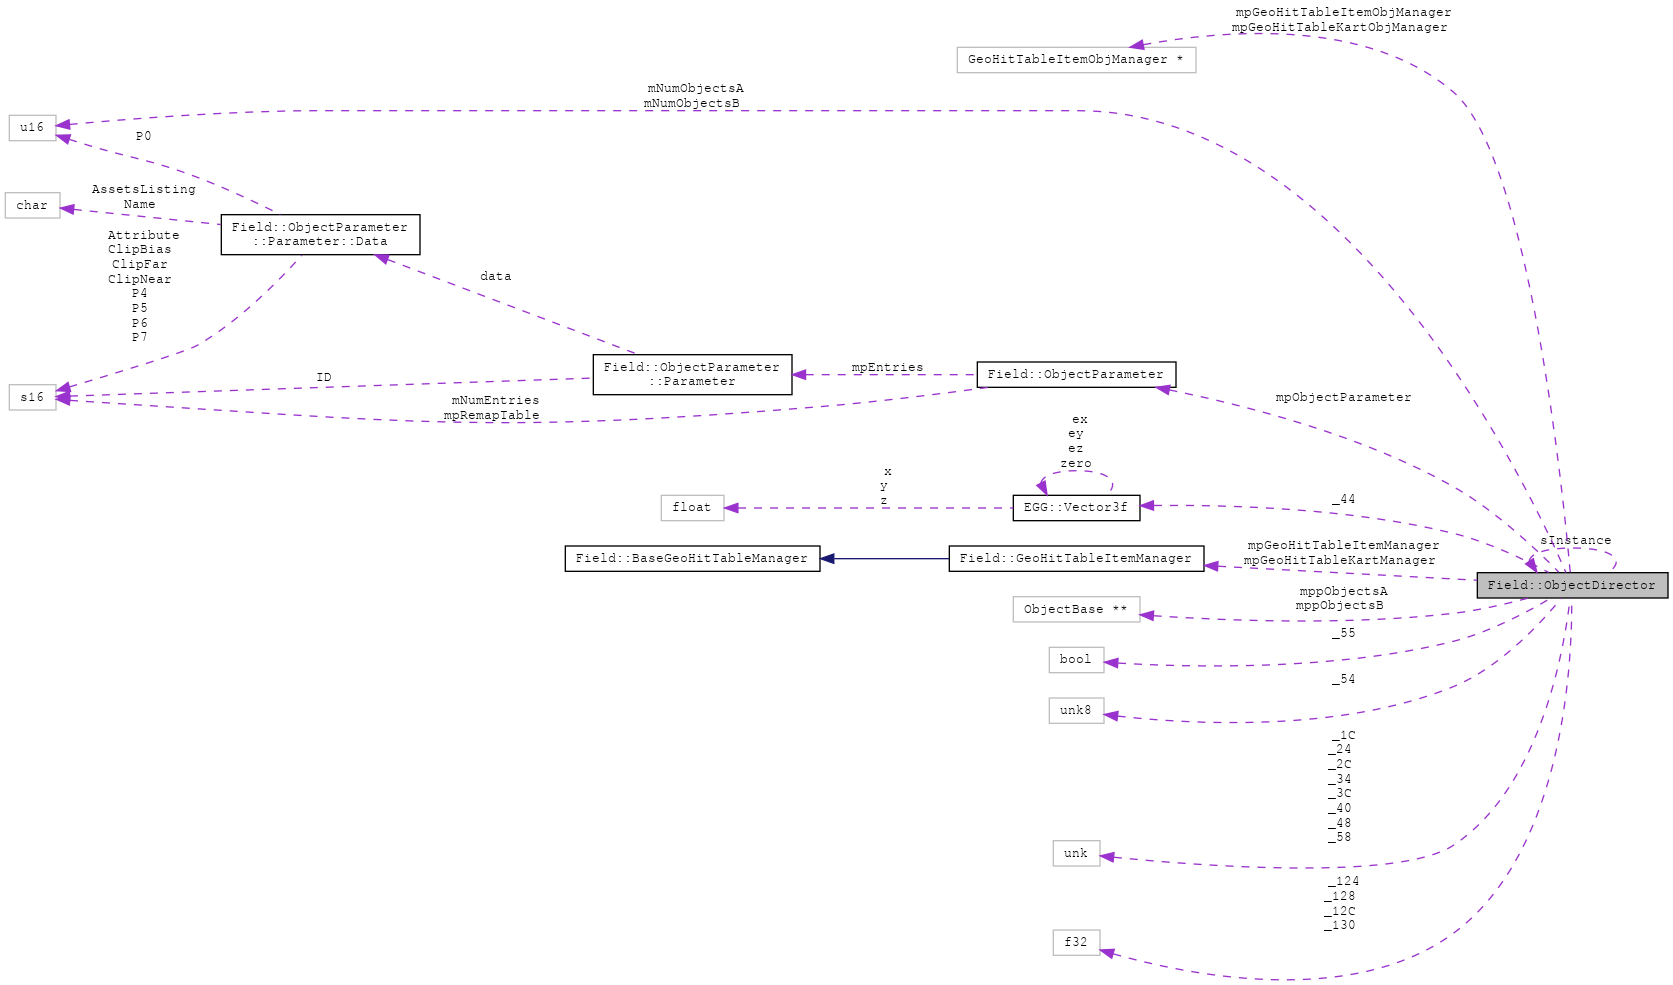 mpGeoHitTableItemObjManager
mpGeoHitTableKartObjManager
GeoHitTableItemObjManager *
mNumObjectsA
mNumObjectsB
u16
P0
AssetsListing
Name
char
Field::ObjectParameter
::Parameter::Data
Attribute
ClipBias
ClipFar
ClipNear
P4
P5
P6
P7
data
Field::ObjectParameter
::Parameter
mpEntries
Field::ObjectParameter
ID
s16
mNumEntries
mpRemapTable
mpObjectParameter
ex
ey
ez
zero
x
y
z
float
EGG::Vector3f
_44
sInstance
Field::BaseGeoHitTableManager
Field::GeoHitTableItemManager
mpGeoHitTableItemManager
mpGeoHitTableKartManager
Field::ObjectDirector
ObjectBase **
mppObjectsA
mppObjectsB
_55
bool
_54
unk8
_1C
_24
_2C
_34
_3C
_40
_48
_58
unk
_124
_128
_12C
_130
f32